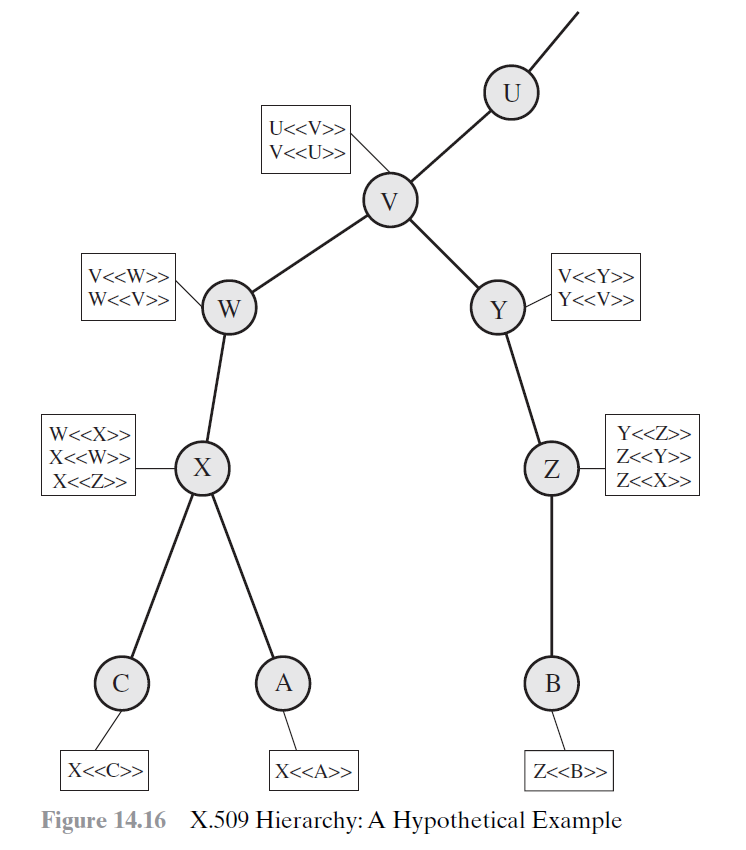 U
U<<V>>
V<<U>>
V
V<<W>>
W<<V>>
W
Y
V<<Y>>
Y<<V>>
W<<X>>
X<<W>>
X<<Z>>
X
Z
Y<<Z>>
Z<<Y>>
Z<<X>>
C
A
B
X<<C>>
X<<A>>
Z<<B>>
Figure 14.16 X.509 Hierarchy: A Hypothetical Example